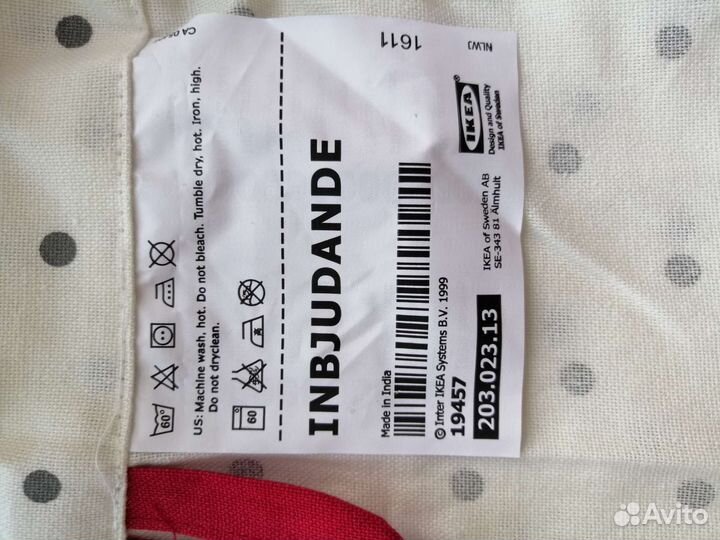 60°
US: Machine wash, hot. Do not bleach. Tumble dry, hot. Iron, high.
Do not dryclean.
60
INBJUDANDE
1611
Made in India
© Inter IKEA Systems B.V. 1999
19457
203.023.13
NLWJ
IKEA
Design and Quality
IKEA of Sweden
IKEA of Sweden AB
SE-343 81 Älmhult
Avito